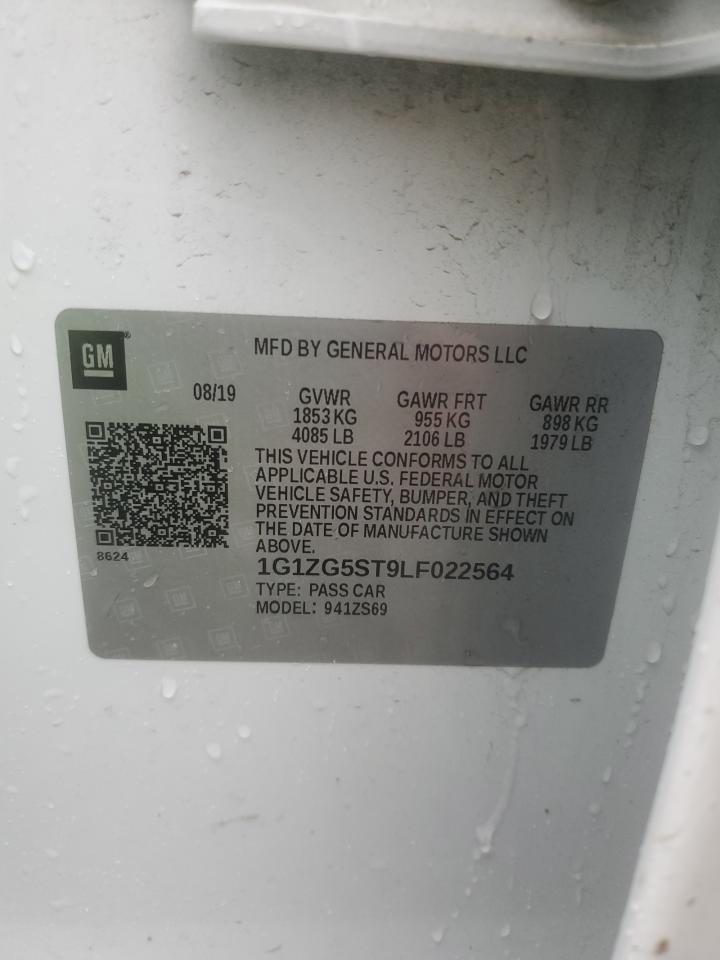 GM
MFD BY GENERAL MOTORS LLC
08/19
GVWR
1853 KG
4085 LB
GAWR FRT
955 KG
2106 LB
GAWR RR
898 KG
1979 LB
THIS VEHICLE CONFORMS TO ALL
APPLICABLE U.S. FEDERAL MOTOR
VEHICLE SAFETY, BUMPER, AND THEFT
PREVENTION STANDARDS IN EFFECT ON
THE DATE OF MANUFACTURE SHOWN
ABOVE.
8624
1G1ZG5ST9LF022564
TYPE: PASS CAR
MODEL: 941ZS69